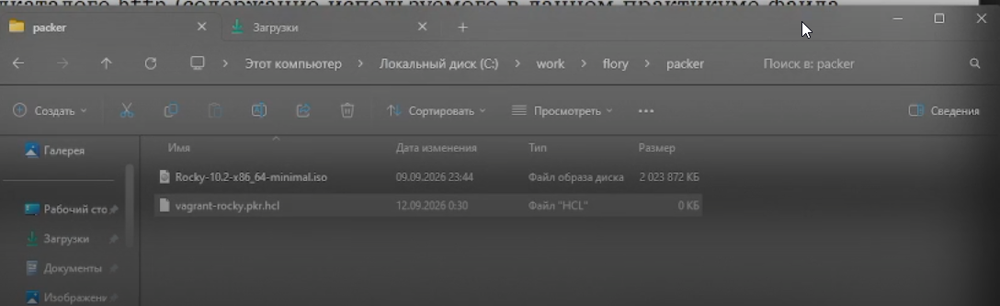 подкаталоге http (содержание используемого в данном практикуме файла
packer
Загрузки
Этот компьютер > Локальный диск (C:) > work > flory > packer
Поиск в: packer
Создать
Сортировать
Просмотреть
Сведения
Галерея
Имя Дата изменения Тип Размер
Rocky-10.2-x86_64-minimal.iso 09.09.2026 23:44 Файл образа диска 2 023 872 КБ
vagrant-rocky.pkr.hcl 12.09.2026 0:30 Файл "HCL" 0 КБ
Рабочий сто
Загрузки
Документы
Изображени